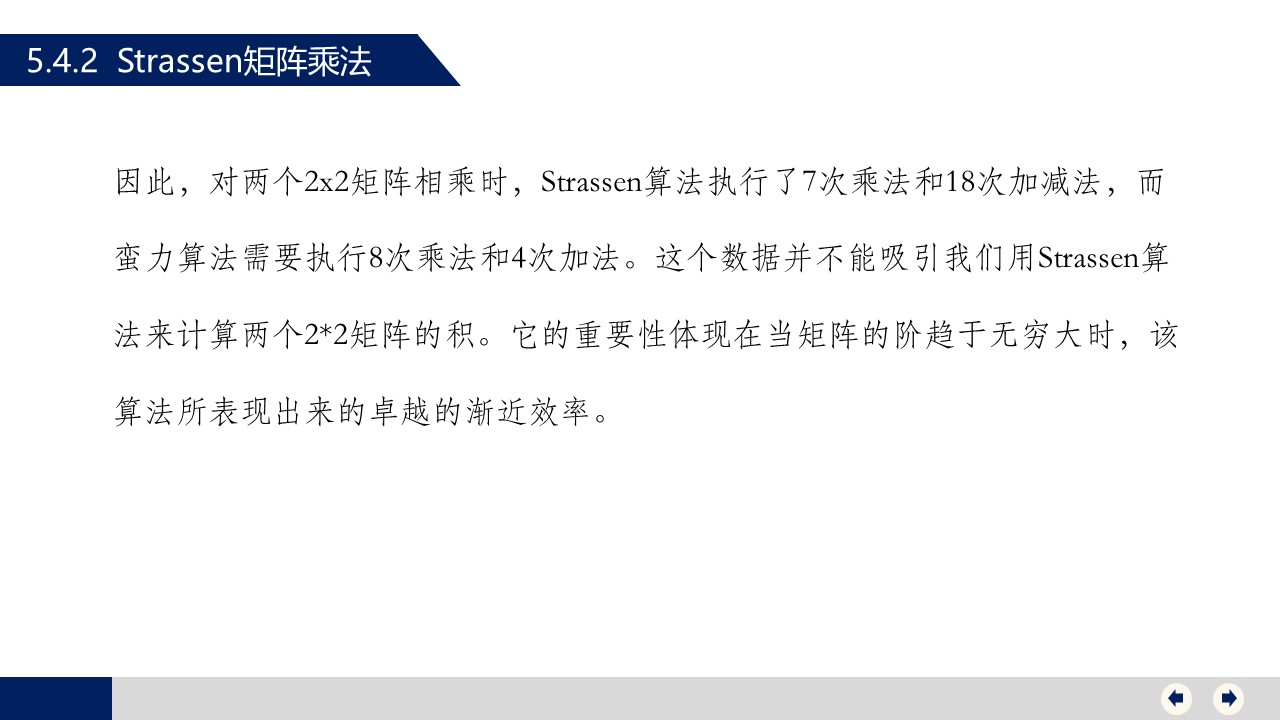 5.4.2 Strassen矩阵乘法
因此，对两个2x2矩阵相乘时，Strassen算法执行了7次乘法和18次加减法，而
蛮力算法需要执行8次乘法和4次加法。这个数据并不能吸引我们用Strassen算
法来计算两个2*2矩阵的积。它的重要性体现在当矩阵的阶趋于无穷大时，该
算法所表现出来的卓越的渐近效率。